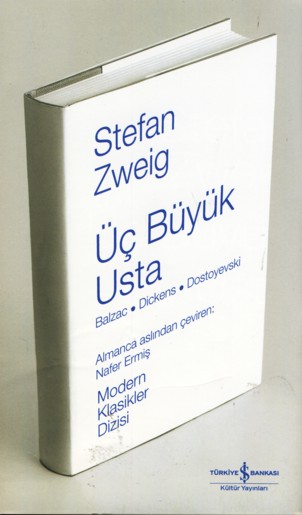 Stefan
Zweig
Üç Büyük
Usta
Balzac • Dickens • Dostoyevski
Almanca aslından çeviren:
Nafer Ermiş
Modern
Klasikler
Dizisi
TÜRKİYE İŞ BANKASI
Kültür Yayınları